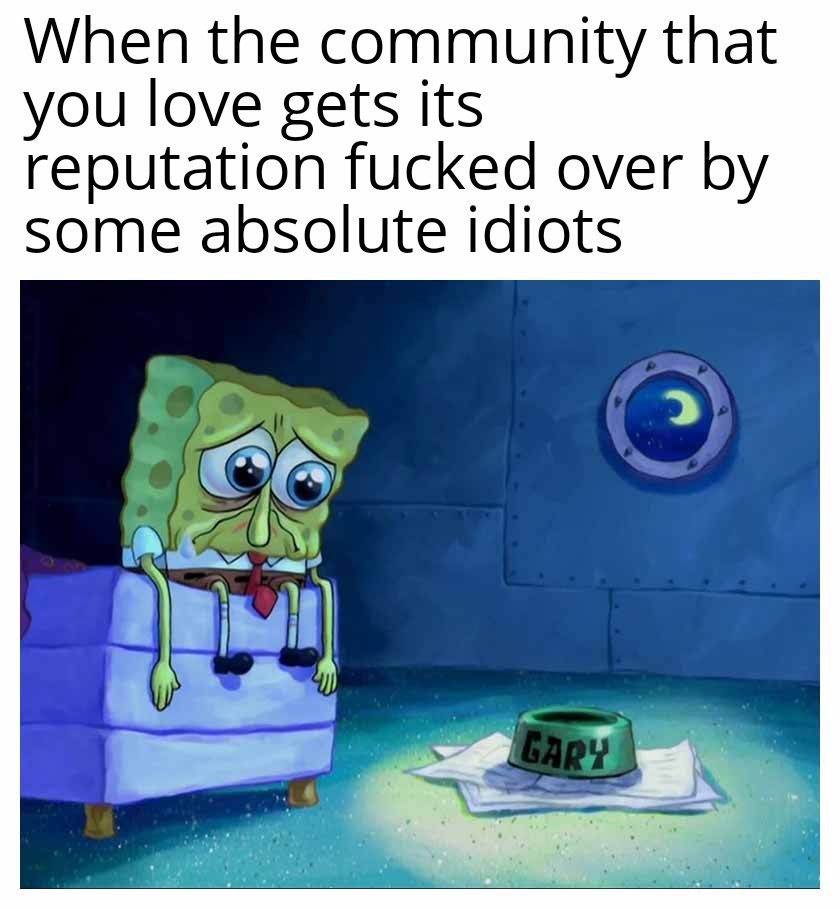 When the community that
you love gets its
reputation fucked over by
some absolute idiots
GARY